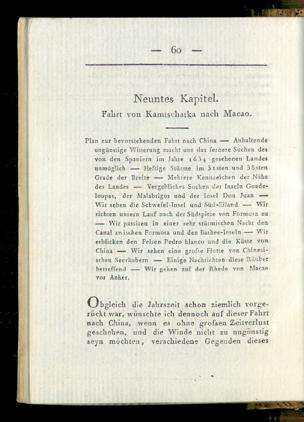 — 60 —
Neuntes Kapitel.
Fahrt von Kamtschatka nach Macao.
Plan zur bevorstehenden Fahrt nach China — Anhaltende
ungünstige Witterung macht uns das fernere Suchen des
von den Spaniern im Jahre 1634 gesehenen Landes
unmöglich — Heftige Stürme im 31sten und 38sten
Grade der Breite — Mehrere Kennzeichen der Nähe
des Landes — Vergebliches Suchen der Inseln Guade-
loupas, der Malabrigos und der Insel Don Juan —
Wir sehen die Schwefel-Insel und Süd-Eiland — Wir
richten unsern Lauf nach der Südspitze von Formosa zu
— Wir passiren in einer sehr stürmischen Nacht den
Canal zwischen Formosa und den Bashee-Inseln — Wir
erblicken den Felsen Pedro blanco und die Küste von
China — Wir sehen eine große Flotte von Chinesi-
schen Seeräubern — Einige Nachrichten diese Räuber
betreffend — Wir gehen auf der Rhede von Macao
vor Anker.
Obgleich die Jahrszeit schon ziemlich vorge-
rückt war, wünschte ich dennoch auf dieser Fahrt
nach China, wenn es ohne großen Zeitverlust
geschehen, und die Winde nicht zu ungünstig
seyn möchten, verschiedene Gegenden dieses